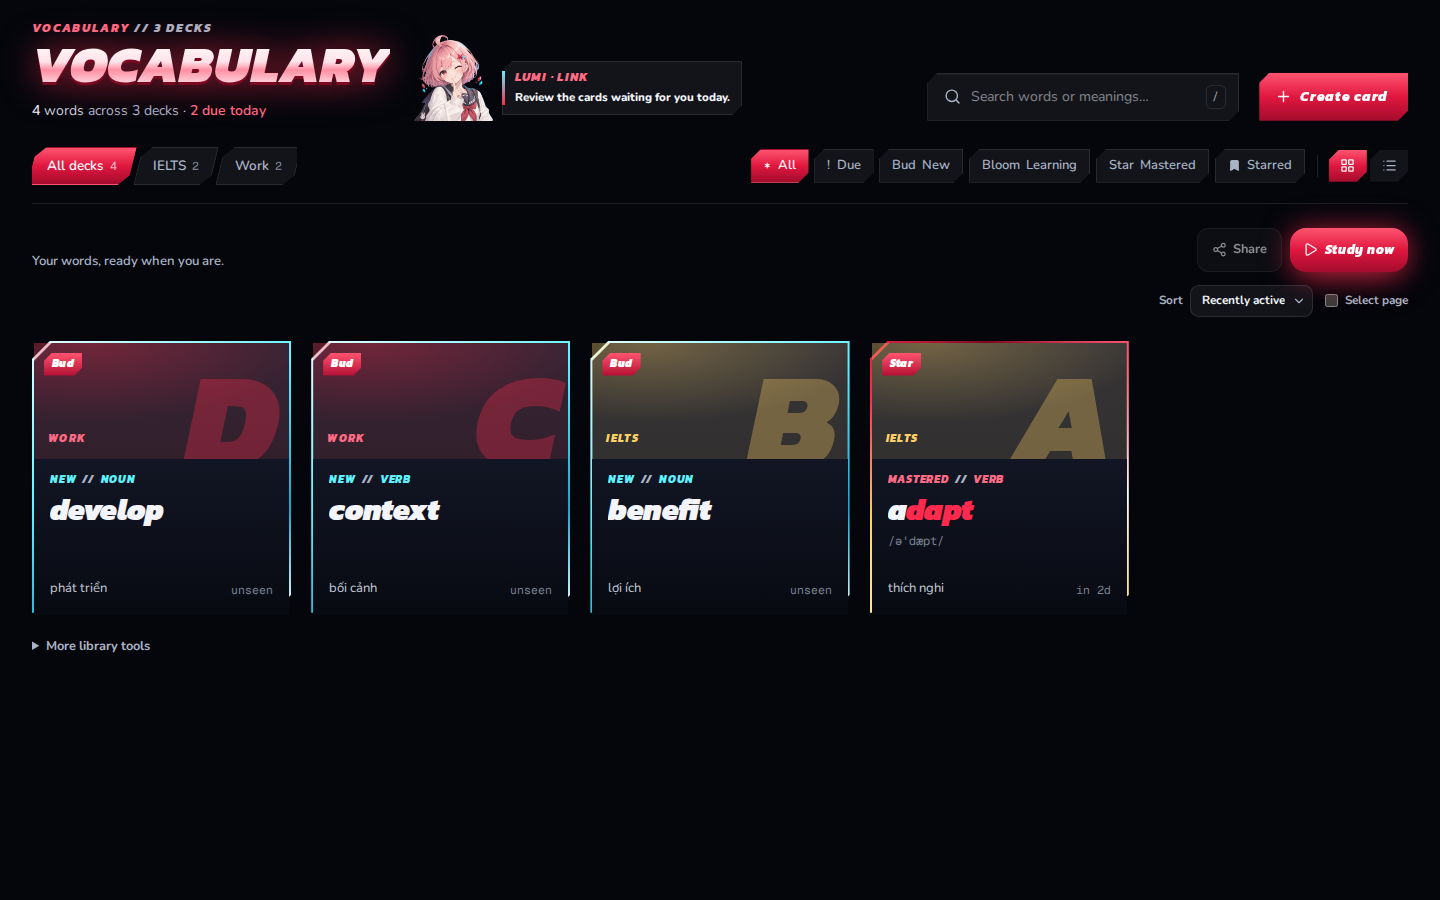 VOCABULARY // 3 DECKS
VOCABULARY
4 words across 3 decks · 2 due today
LUMI · LINK
Review the cards waiting for you today.
Search words or meanings... /
+ Create card
All decks 4
IELTS 2
Work 2
* All
! Due
Bud New
Bloom Learning
Star Mastered
Starred
Your words, ready when you are.
Share
Study now
Sort Recently active
Select page
Bud
D
WORK
NEW // NOUN
develop
phát triển
unseen
Bud
C
WORK
NEW // VERB
context
bối cảnh
unseen
Bud
B
IELTS
NEW // NOUN
benefit
lợi ích
unseen
Star
A
IELTS
MASTERED // VERB
adapt
/əˈdæpt/
thích nghi
in 2d
More library tools